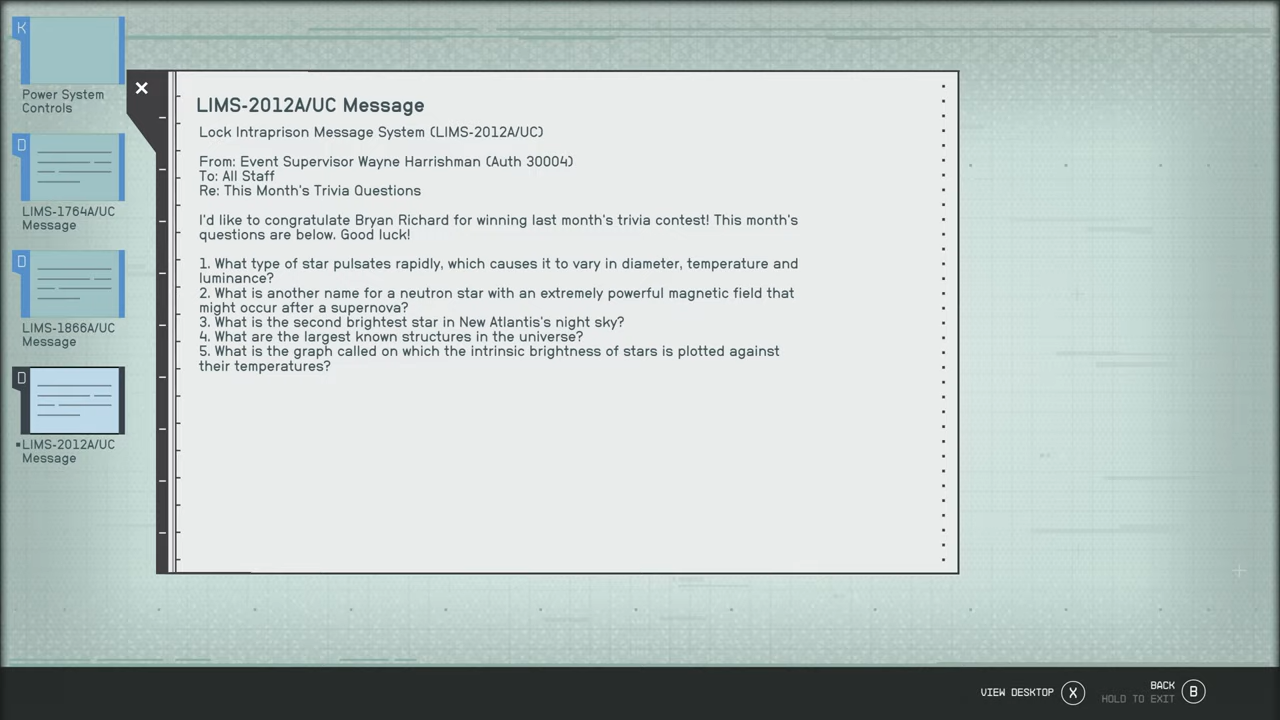 K
Power System
Controls
D
LIMS-1764A/UC
Message
D
LIMS-1866A/UC
Message
D
LIMS-2012A/UC
Message
LIMS-2012A/UC Message
Lock Intraprison Message System (LIMS-2012A/UC)
From: Event Supervisor Wayne Harrishman (Auth 30004)
To: All Staff
Re: This Month's Trivia Questions
I'd like to congratulate Bryan Richard for winning last month's trivia contest! This month's
questions are below. Good luck!
1. What type of star pulsates rapidly, which causes it to vary in diameter, temperature and
luminance?
2. What is another name for a neutron star with an extremely powerful magnetic field that
might occur after a supernova?
3. What is the second brightest star in New Atlantis's night sky?
4. What are the largest known structures in the universe?
5. What is the graph called on which the intrinsic brightness of stars is plotted against
their temperatures?
VIEW DESKTOP X
BACK B
HOLD TO EXIT